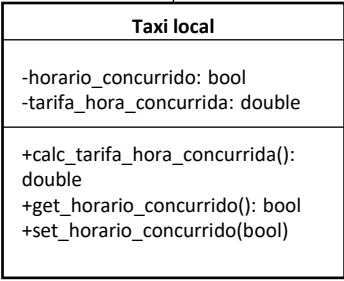 Taxi local
-horario_concurrido: bool
-tarifa_hora_concurrida: double
+calc_tarifa_hora_concurrida():
double
+get_horario_concurrido(): bool
+set_horario_concurrido(bool)